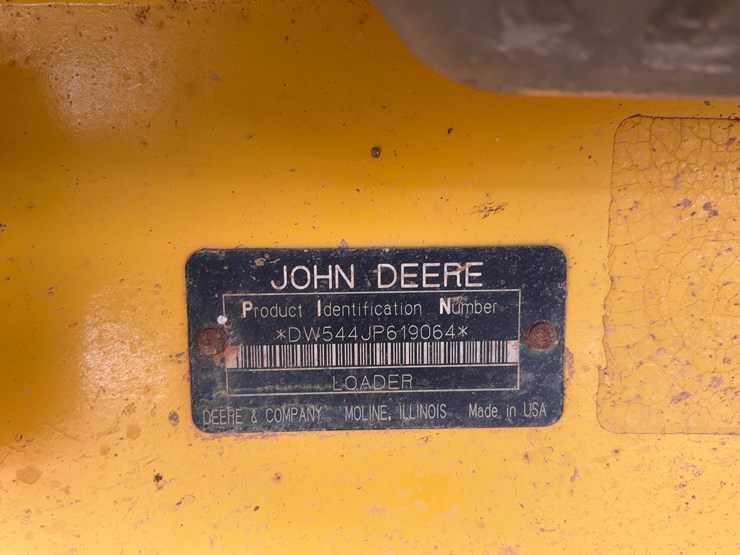 JOHN DEERE
Product Identification Number
*DW544JP619064*
LOADER
DEERE & COMPANY MOLINE, ILLINOIS Made in USA